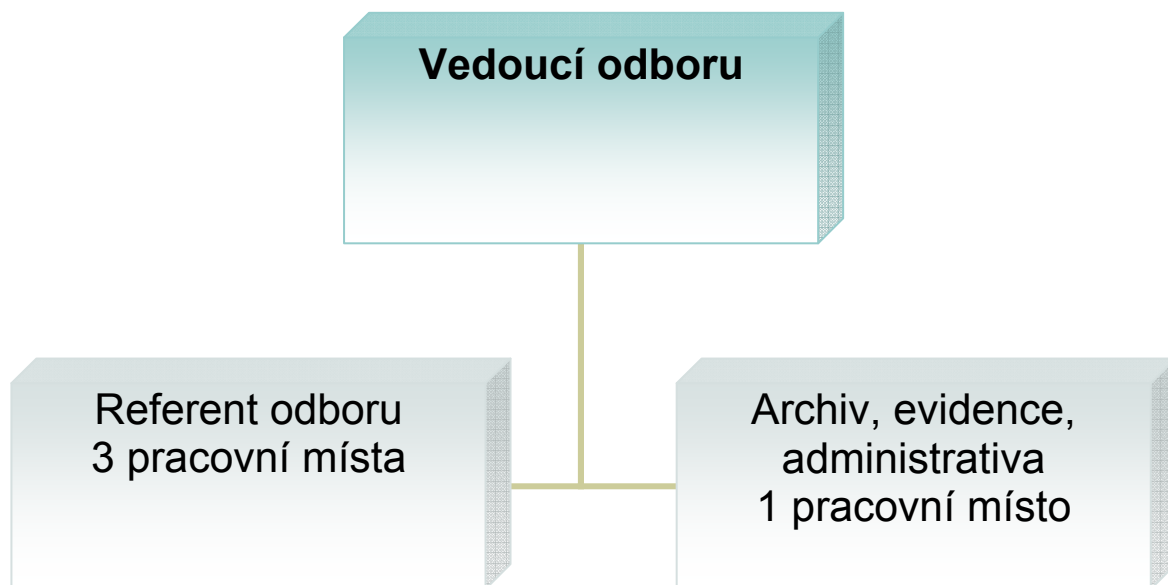 Vedoucí odboru
Referent odboru
3 pracovní místa
Archiv, evidence,
administrativa
1 pracovní místo